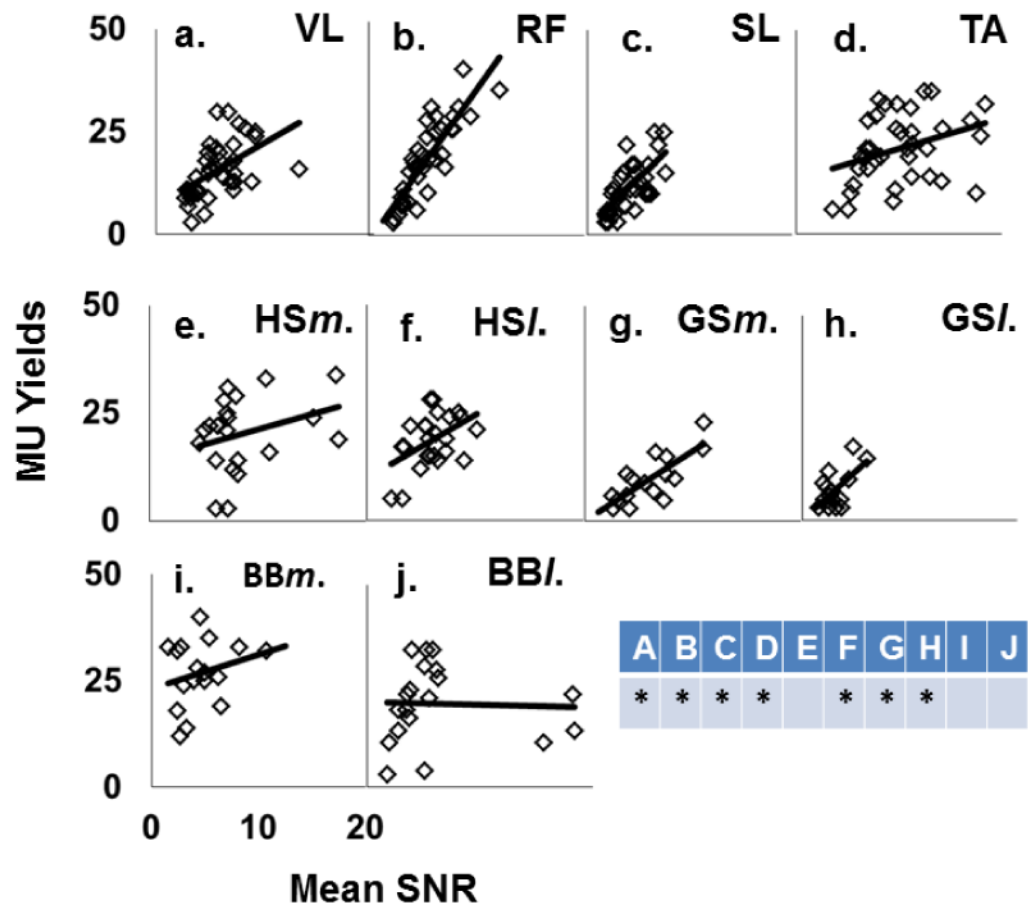 50 a. VL b. RF c. SL d. TA
25
0
50 e. HSm. f. HSl. g. GSm. h. GSl.
25
0
50 i. BBm. j. BBl.
25
0
MU Yields
A B C D E F G H I J
* * * * * * *
0 10 20
Mean SNR